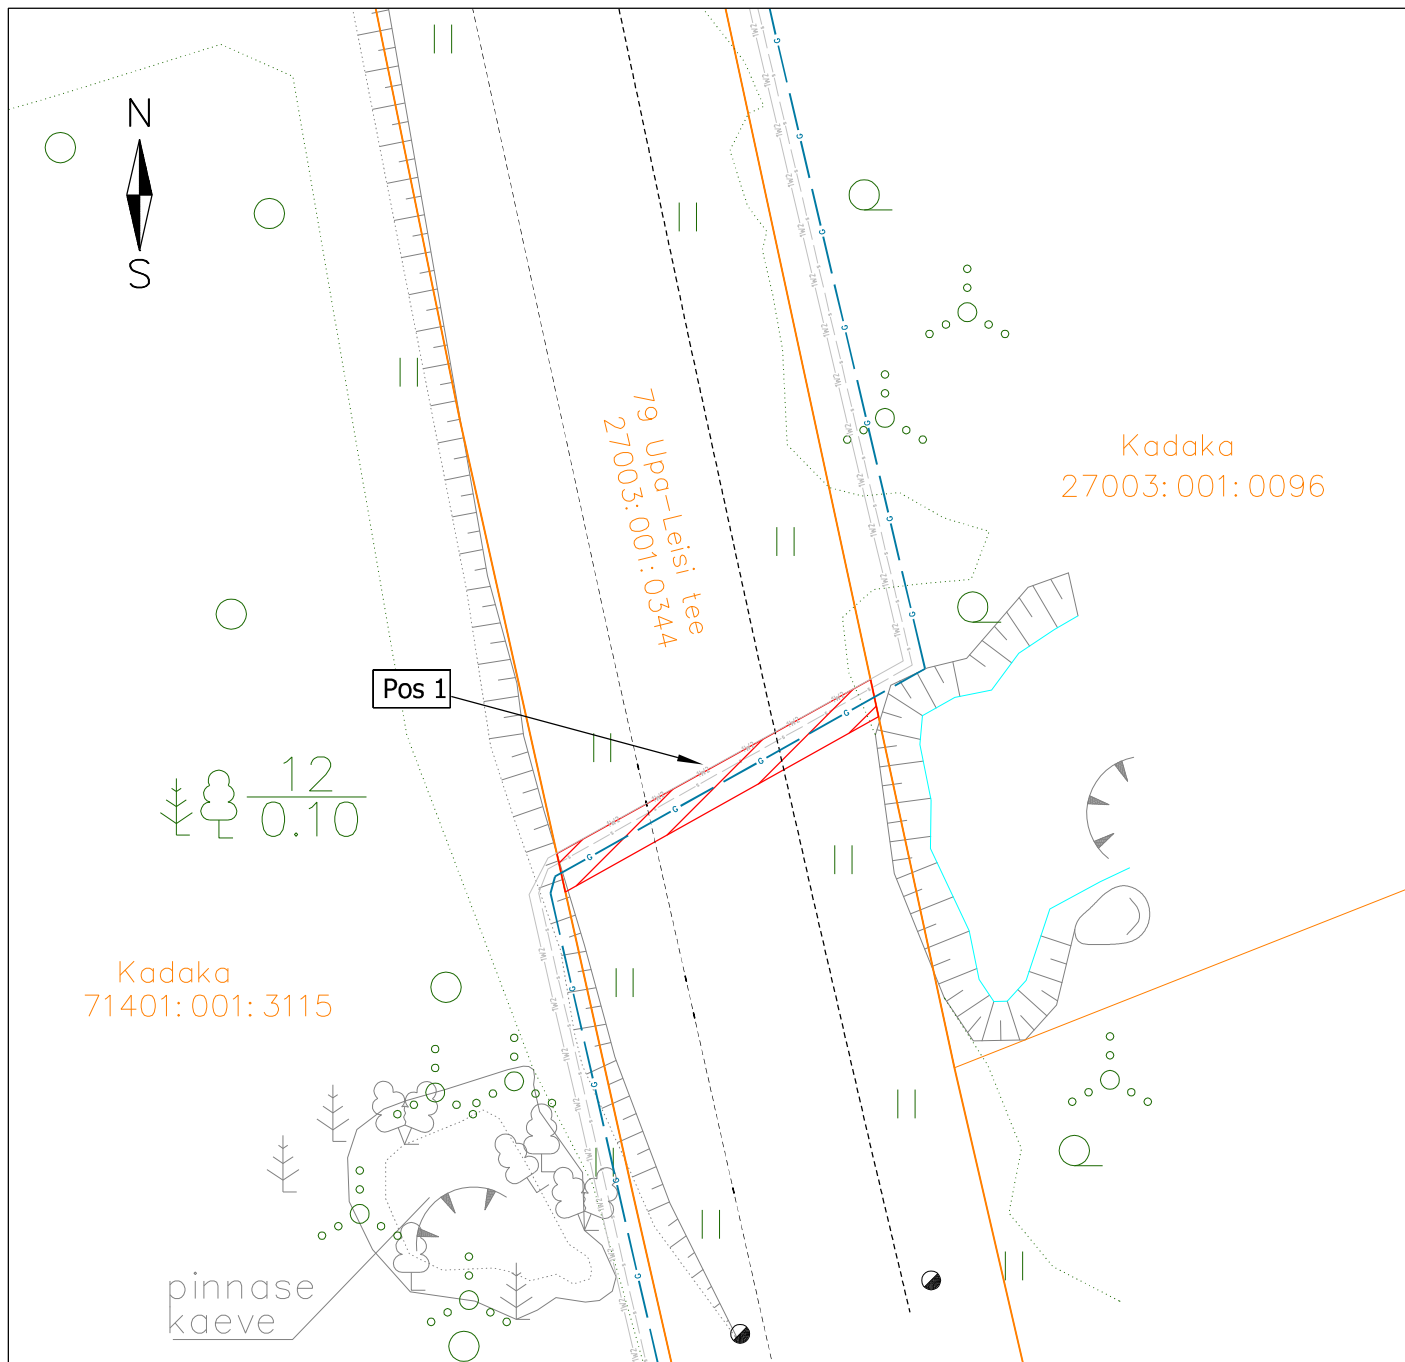 N
S
79 Upa-Leisi tee
27003:001:0344
Kadaka
27003:001:0096
Pos 1
12
0.10
Kadaka
71401:001:3115
pinnase
kaeve